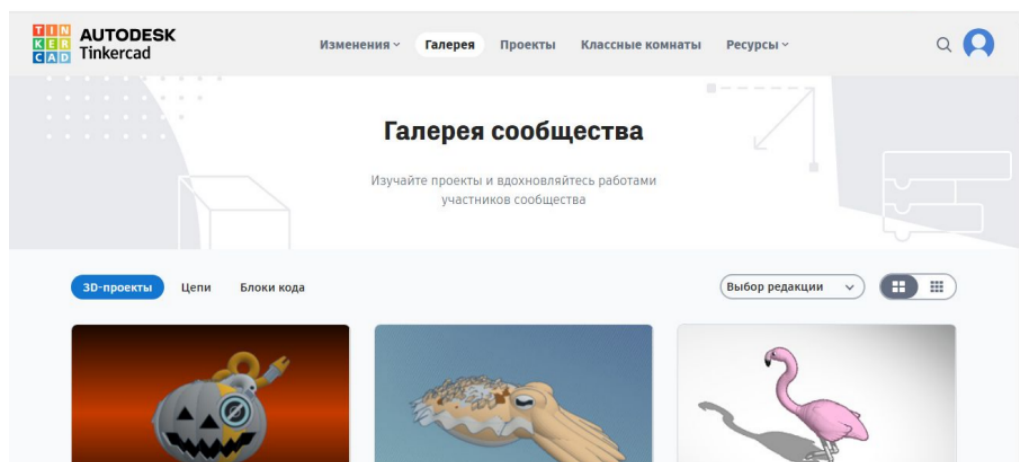 TIN
KER
CAD
AUTODESK
Tinkercad
Изменения
Галерея
Проекты
Классные комнаты
Ресурсы
Галерея сообщества
Изучайте проекты и вдохновляйтесь работами
участников сообщества
3D-проекты
Цепи
Блоки кода
Выбор редакции